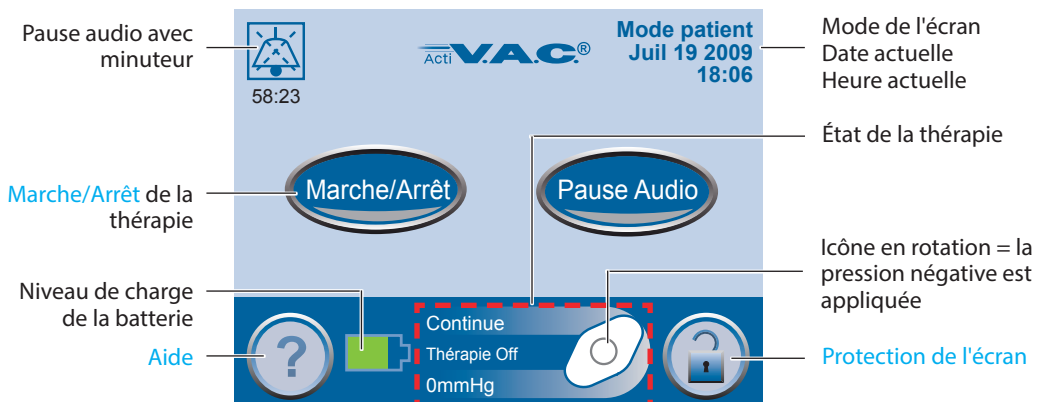 Pause audio avec
minuteur
58:23
Acti V.A.C.®
Mode patient
Juil 19 2009
18:06
Mode de l'écran
Date actuelle
Heure actuelle
État de la thérapie
Marche/Arrêt de la
thérapie
Marche/Arrêt
Pause Audio
Icône en rotation = la
pression négative est
appliquée
Niveau de charge
de la batterie
Aide
?
Continue
Thérapie Off
0mmHg
Protection de l'écran